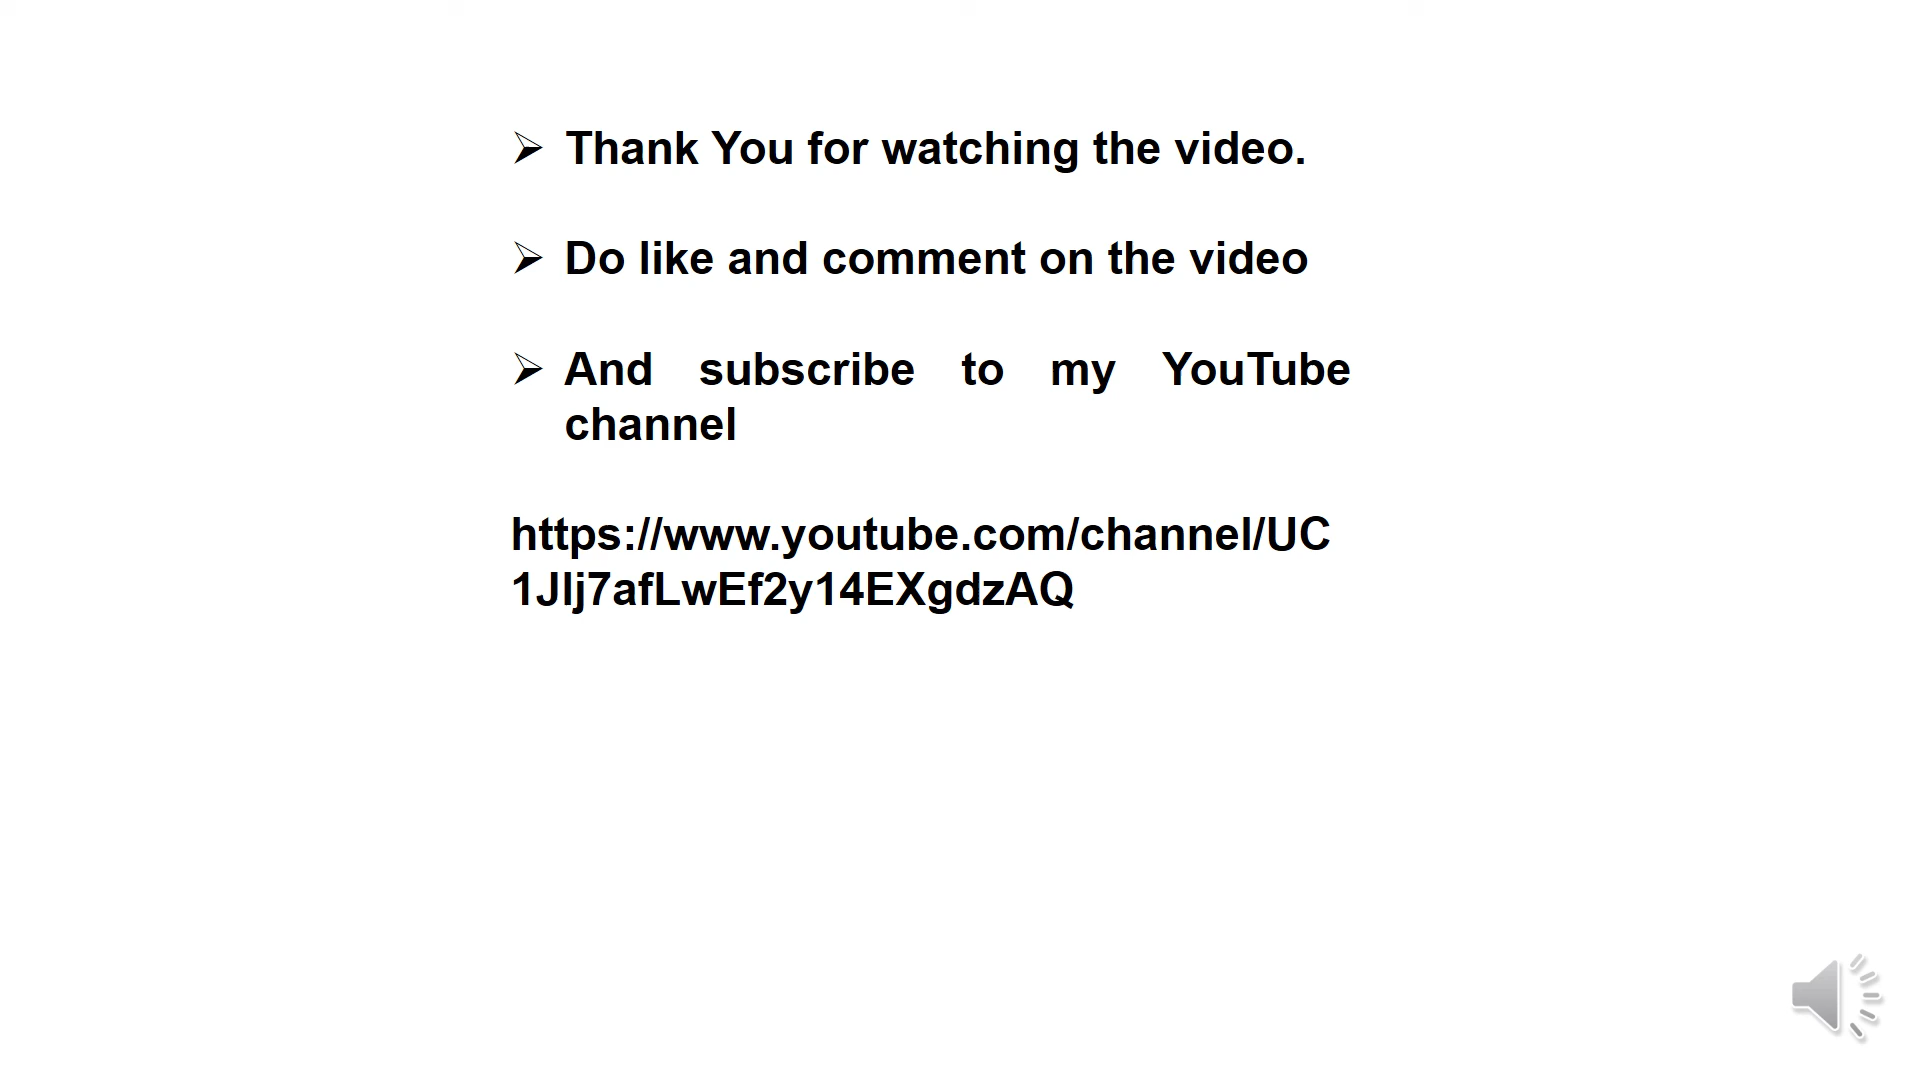 ➢ Thank You for watching the video.
➢ Do like and comment on the video
➢ And subscribe to my YouTube
channel
https://www.youtube.com/channel/UC
1JIj7afLwEf2y14EXgdzAQ